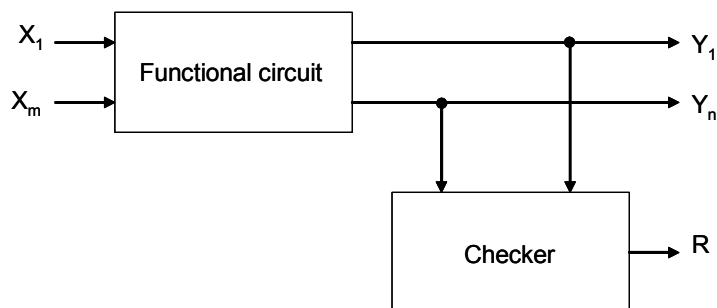 X1
Functional circuit
Y1
Xm
Yn
Checker
R